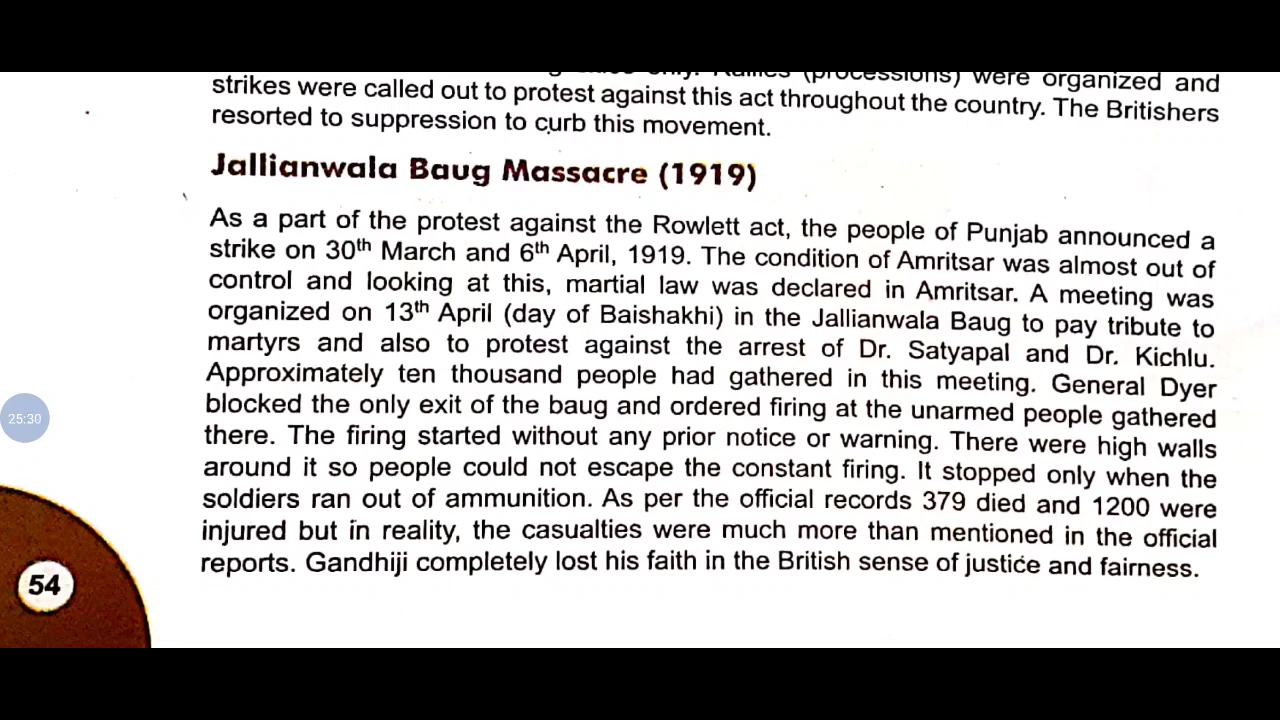 strikes were called out to protest against this act throughout the country. The Britishers
resorted to suppression to curb this movement.
Jallianwala Baug Massacre (1919)
As a part of the protest against the Rowlett act, the people of Punjab announced a
strike on 30th March and 6th April, 1919. The condition of Amritsar was almost out of
control and looking at this, martial law was declared in Amritsar. A meeting was
organized on 13th April (day of Baishakhi) in the Jallianwala Baug to pay tribute to
martyrs and also to protest against the arrest of Dr. Satyapal and Dr. Kichlu.
Approximately ten thousand people had gathered in this meeting. General Dyer
blocked the only exit of the baug and ordered firing at the unarmed people gathered
25:30
there. The firing started without any prior notice or warning. There were high walls
around it so people could not escape the constant firing. It stopped only when the
soldiers ran out of ammunition. As per the official records 379 died and 1200 were
injured but in reality, the casualties were much more than mentioned in the official
reports. Gandhiji completely lost his faith in the British sense of justice and fairness.
54